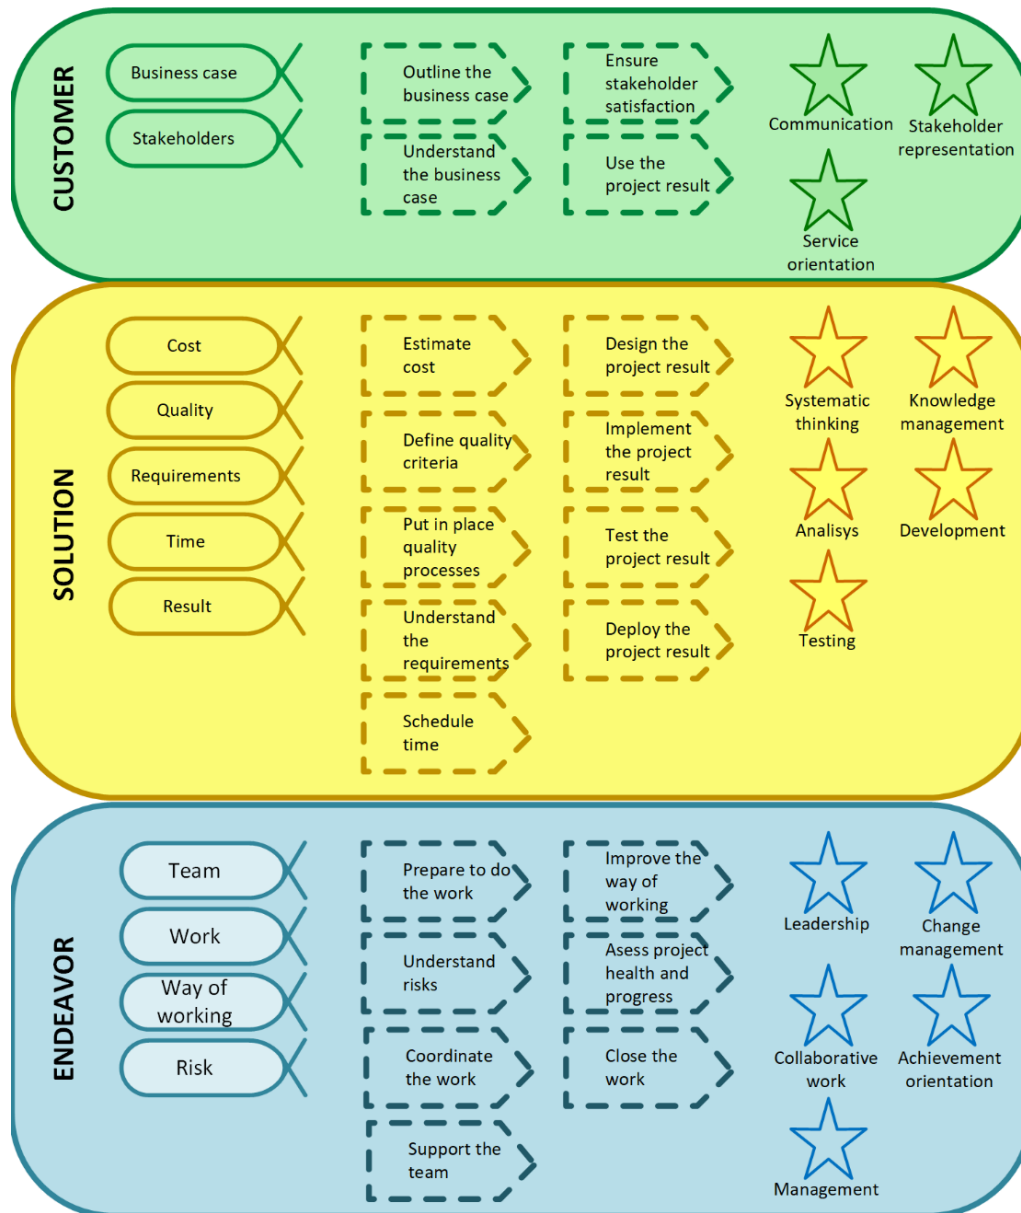 CUSTOMER
Business case
Stakeholders
Outline the
business case
Understand
the business
case
Ensure
stakeholder
satisfaction
Use the
project result
Communication
Stakeholder
representation
Service
orientation
SOLUTION
Cost
Quality
Requirements
Time
Result
Estimate
cost
Define quality
criteria
Put in place
quality
processes
Understand
the
requirements
Schedule
time
Design the
project result
Implement
the project
result
Test the
project result
Deploy the
project result
Systematic
thinking
Knowledge
management
Analisys
Development
Testing
ENDEAVOR
Team
Work
Way of
working
Risk
Prepare to do
the work
Understand
risks
Coordinate
the work
Support the
team
Improve the
way of
working
Asess project
health and
progress
Close the
work
Leadership
Change
management
Collaborative
work
Achievement
orientation
Management